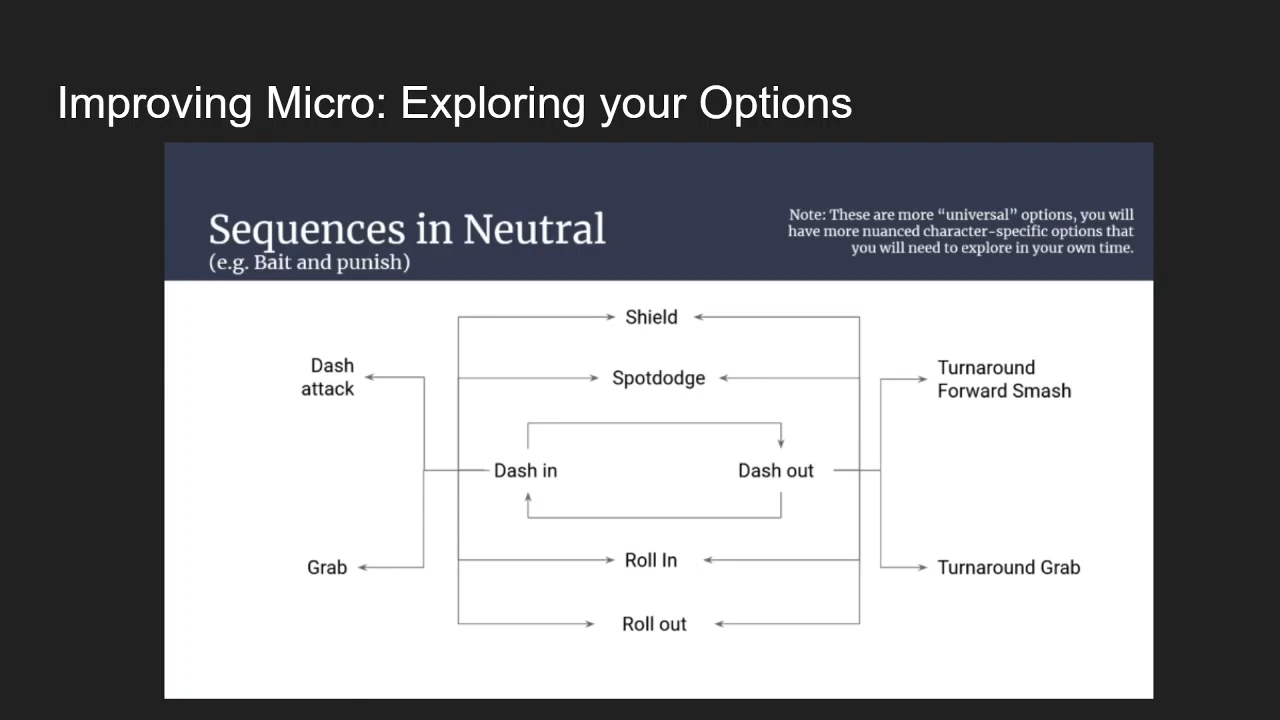 Improving Micro: Exploring your Options
Sequences in Neutral
(e.g. Bait and punish)
Note: These are more “universal” options, you will
have more nuanced character-specific options that
you will need to explore in your own time.
Shield
Dash
attack
Spotdodge
Turnaround
Forward Smash
Dash in
Dash out
Grab
Roll In
Turnaround Grab
Roll out